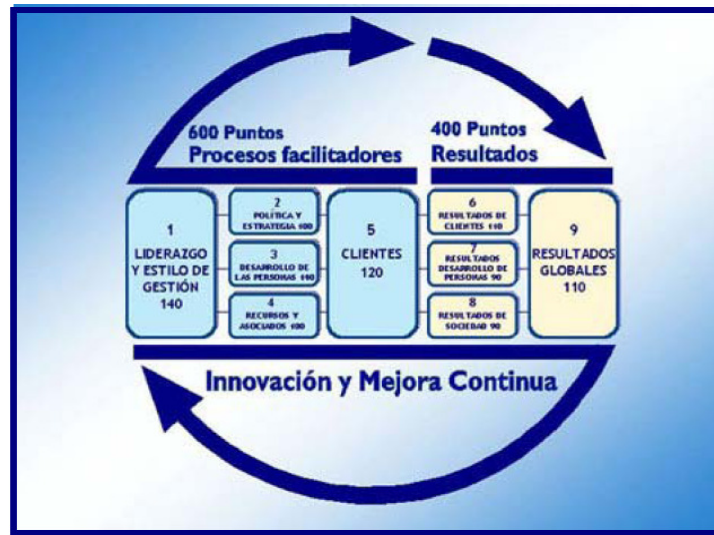 600 Puntos
Procesos facilitadores
400 Puntos
Resultados
1
LIDERAZGO
Y ESTILO DE
GESTIÓN
140
2
POLÍTICA Y
ESTRATEGIA 100
3
DESARROLLO DE
LAS PERSONAS 140
4
RECURSOS Y
ASOCIADOS 100
5
CLIENTES
120
6
RESULTADOS DE
CLIENTES 110
7
RESULTADOS
DESARROLLO DE
PERSONAS 90
8
RESULTADOS DE
SOCIEDAD 90
9
RESULTADOS
GLOBALES
110
Innovación y Mejora Continua